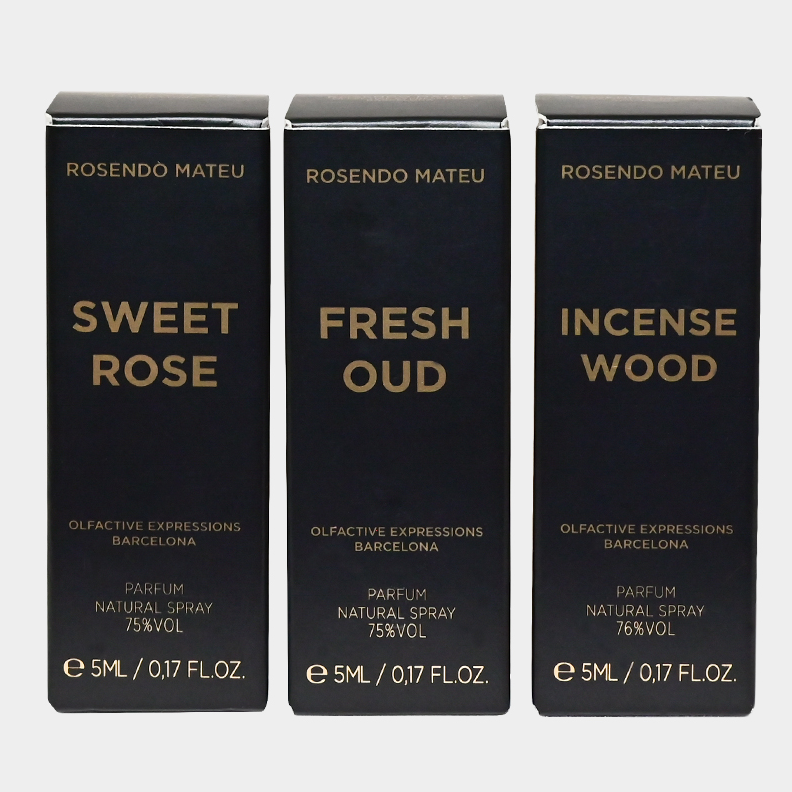 ROSENDO MATEU
SWEET
ROSE
OLFACTIVE EXPRESSIONS
BARCELONA
PARFUM
NATURAL SPRAY
75%VOL
℮ 5ML / 0,17 FL.OZ.
ROSENDO MATEU
FRESH
OUD
OLFACTIVE EXPRESSIONS
BARCELONA
PARFUM
NATURAL SPRAY
75%VOL
℮ 5ML / 0,17 FL.OZ.
ROSENDO MATEU
INCENSE
WOOD
OLFACTIVE EXPRESSIONS
BARCELONA
PARFUM
NATURAL SPRAY
76%VOL
℮ 5ML / 0,17 FL.OZ.